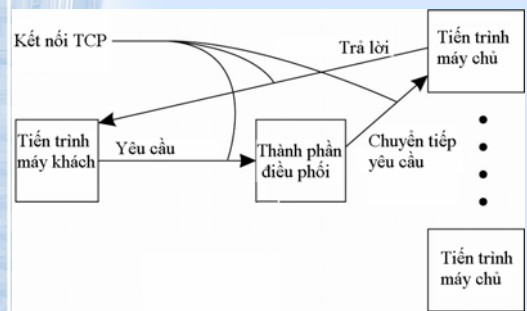 Kết nối TCP
Trả lời
Tiến trình
máy chủ
Tiến trình
máy khách
Yêu cầu
Thành phần
điều phối
Chuyển tiếp
yêu cầu
Tiến trình
máy chủ